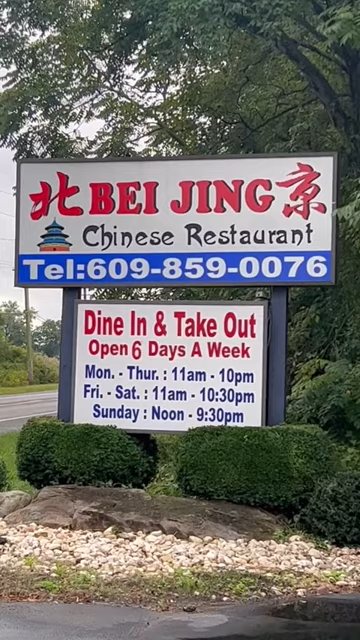 北 BEI JING 京
Chinese Restaurant
Tel:609-859-0076
Dine In & Take Out
Open 6 Days A Week
Mon. - Thur. : 11am - 10pm
Fri. - Sat. : 11am - 10:30pm
Sunday : Noon - 9:30pm